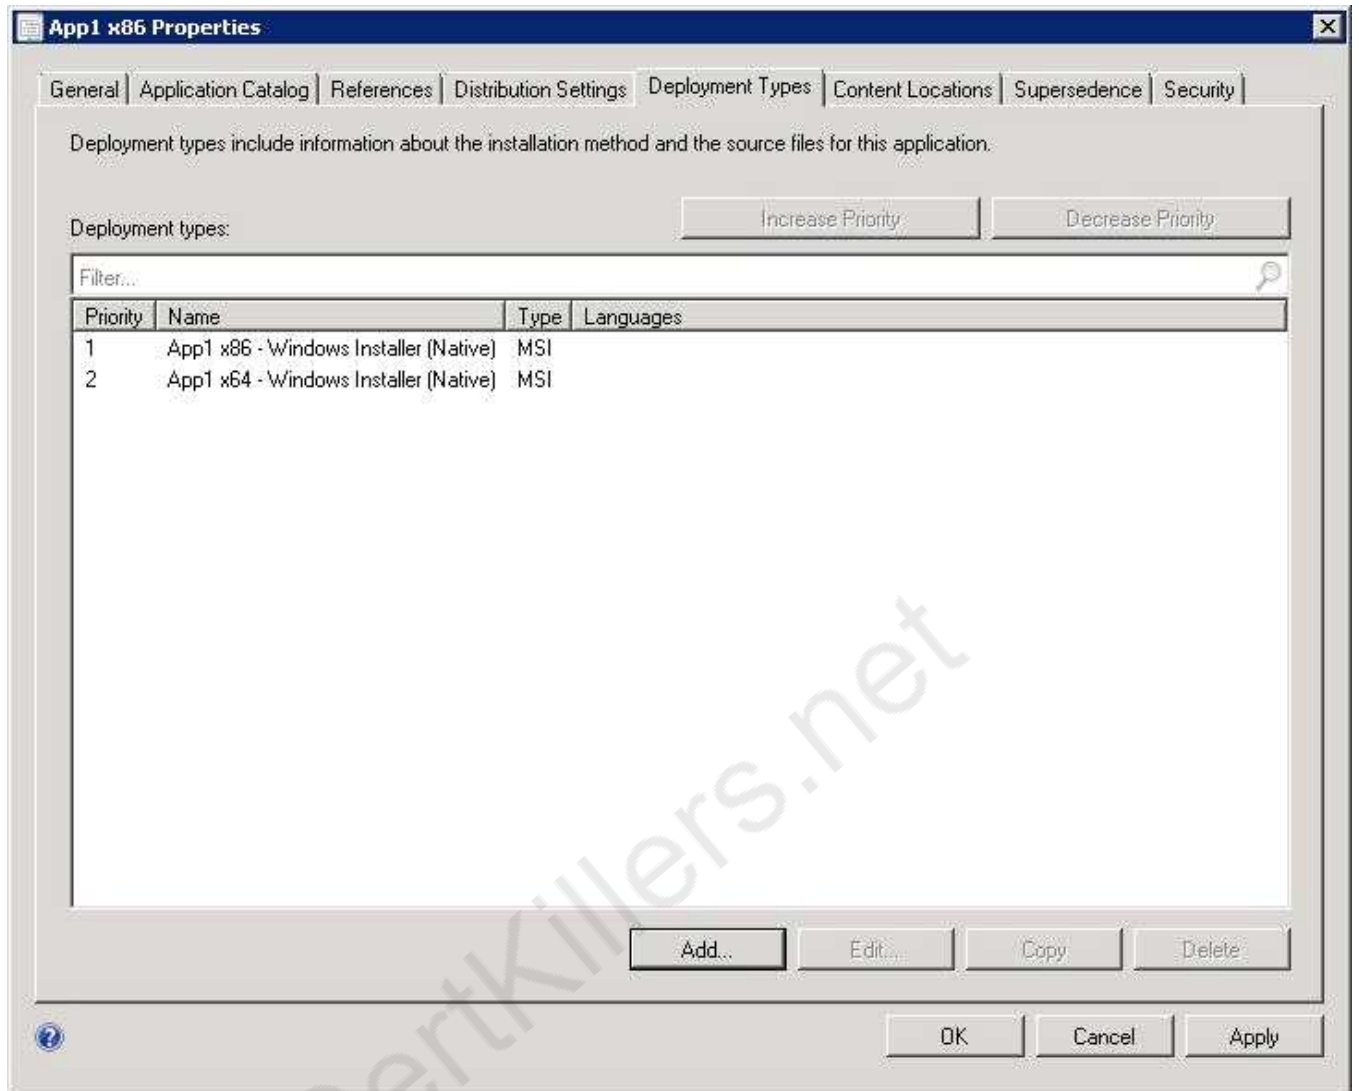 App1 x86 Properties
General Application Catalog References Distribution Settings Deployment Types Content Locations Supersedence Security
Deployment types include information about the installation method and the source files for this application.
Increase Priority Decrease Priority
Deployment types:
Filter...
Priority Name Type Languages
1 App1 x86 - Windows Installer (Native) MSI
2 App1 x64 - Windows Installer (Native) MSI
Add... Edit... Copy Delete
OK Cancel Apply
ertKillers.net